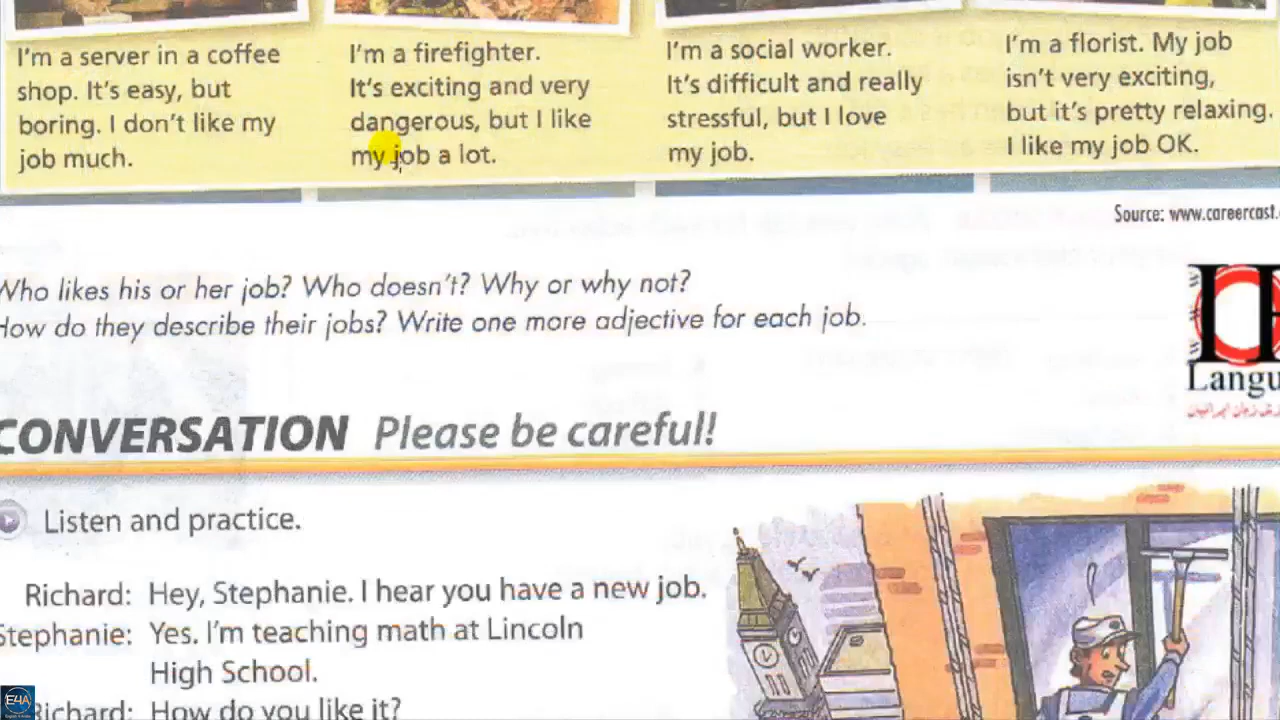 I'm a server in a coffee
shop. It's easy, but
boring. I don't like my
job much.
I'm a firefighter.
It's exciting and very
dangerous, but I like
my job a lot.
I'm a social worker.
It's difficult and really
stressful, but I love
my job.
I'm a florist. My job
isn't very exciting,
but it's pretty relaxing.
I like my job OK.
Source: www.careercast.
Who likes his or her job? Who doesn't? Why or why not?
How do they describe their jobs? Write one more adjective for each job.
Langu
CONVERSATION Please be careful!
Listen and practice.
Richard: Hey, Stephanie. I hear you have a new job.
Stephanie: Yes. I'm teaching math at Lincoln
High School.
Richard: How do you like it?
E4A